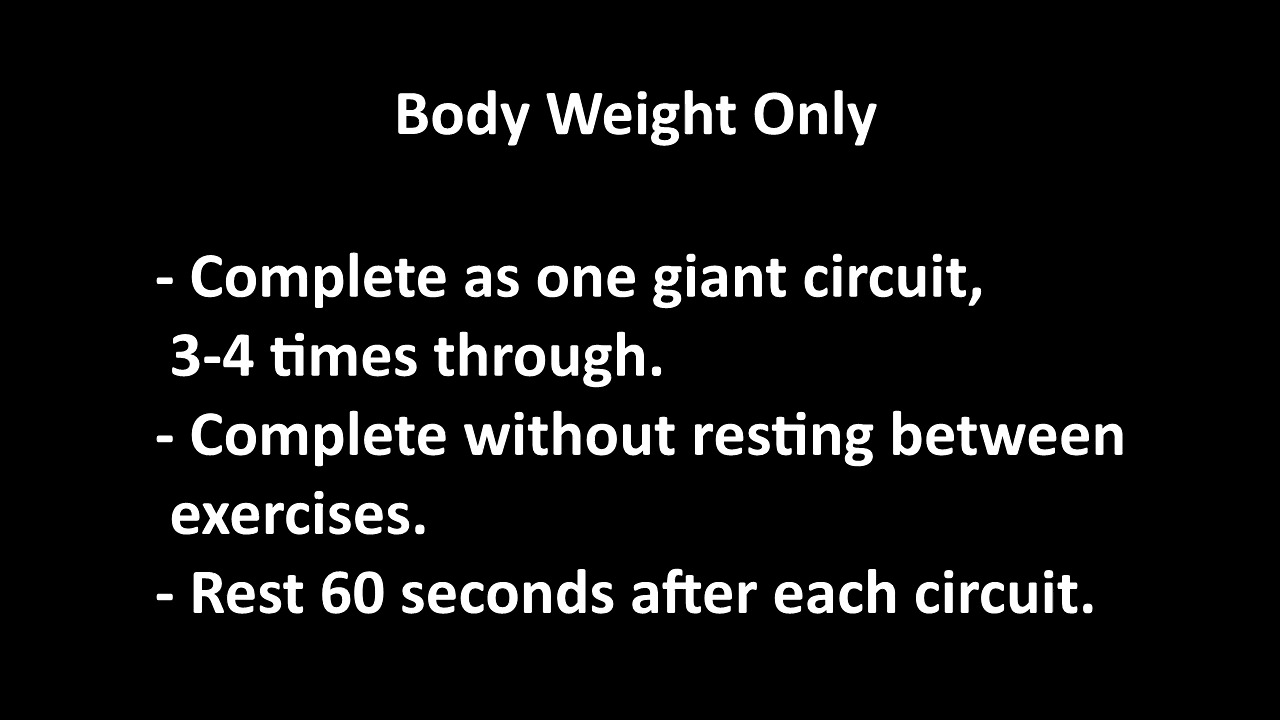 Body Weight Only
- Complete as one giant circuit,
3-4 times through.
- Complete without resting between
exercises.
- Rest 60 seconds after each circuit.